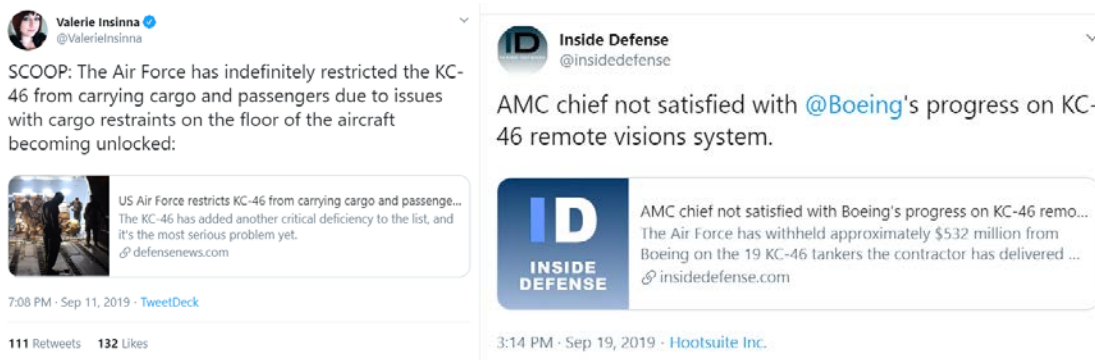 Valerie Insinna
@ValerieInsinna
SCOOP: The Air Force has indefinitely restricted the KC-
46 from carrying cargo and passengers due to issues
with cargo restraints on the floor of the aircraft
becoming unlocked:
US Air Force restricts KC-46 from carrying cargo and passenge...
The KC-46 has added another critical deficiency to the list, and
it's the most serious problem yet.
defensenews.com
7:08 PM · Sep 11, 2019 · TweetDeck
111 Retweets 132 Likes
ID
Inside Defense
@insidedefense
AMC chief not satisfied with @Boeing's progress on KC-
46 remote visions system.
ID
INSIDE
DEFENSE
AMC chief not satisfied with Boeing's progress on KC-46 remo...
The Air Force has withheld approximately $532 million from
Boeing on the 19 KC-46 tankers the contractor has delivered ...
insidedefense.com
3:14 PM · Sep 19, 2019 · Hootsuite Inc.